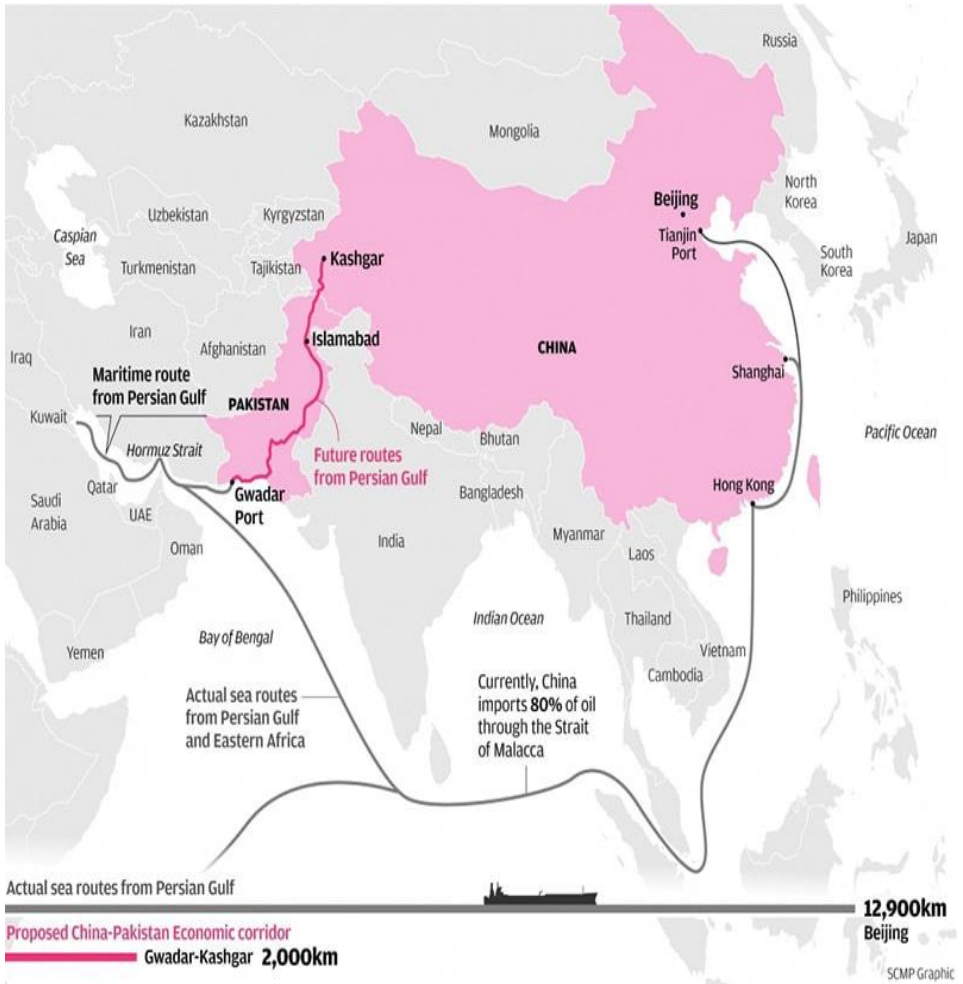 Russia
Kazakhstan
Mongolia
Beijing
North
Korea
Uzbekistan
Kyrgyzstan
Caspian
Sea
Tianjin
Port
Japan
South
Korea
Turkmenistan
Tajikistan
Kashgar
Iran
Islamabad
Afghanistan
CHINA
Iraq
Shanghai
Maritime route
from Persian Gulf
PAKISTAN
Kuwait
Nepal
Bhutan
Pacific Ocean
Hormuz Strait
Future routes
from Persian Gulf
Qatar
Gwadar
Port
Hong Kong
Bangladesh
Saudi
Arabia
UAE
India
Myanmar
Oman
Laos
Philippines
Thailand
Indian Ocean
Bay of Bengal
Yemen
Vietnam
Cambodia
Actual sea routes
from Persian Gulf
and Eastern Africa
Currently, China
imports 80% of oil
through the Strait
of Malacca
Actual sea routes from Persian Gulf
12,900km
Beijing
Proposed China-Pakistan Economic corridor
Gwadar-Kashgar 2,000km
SCMP Graphic